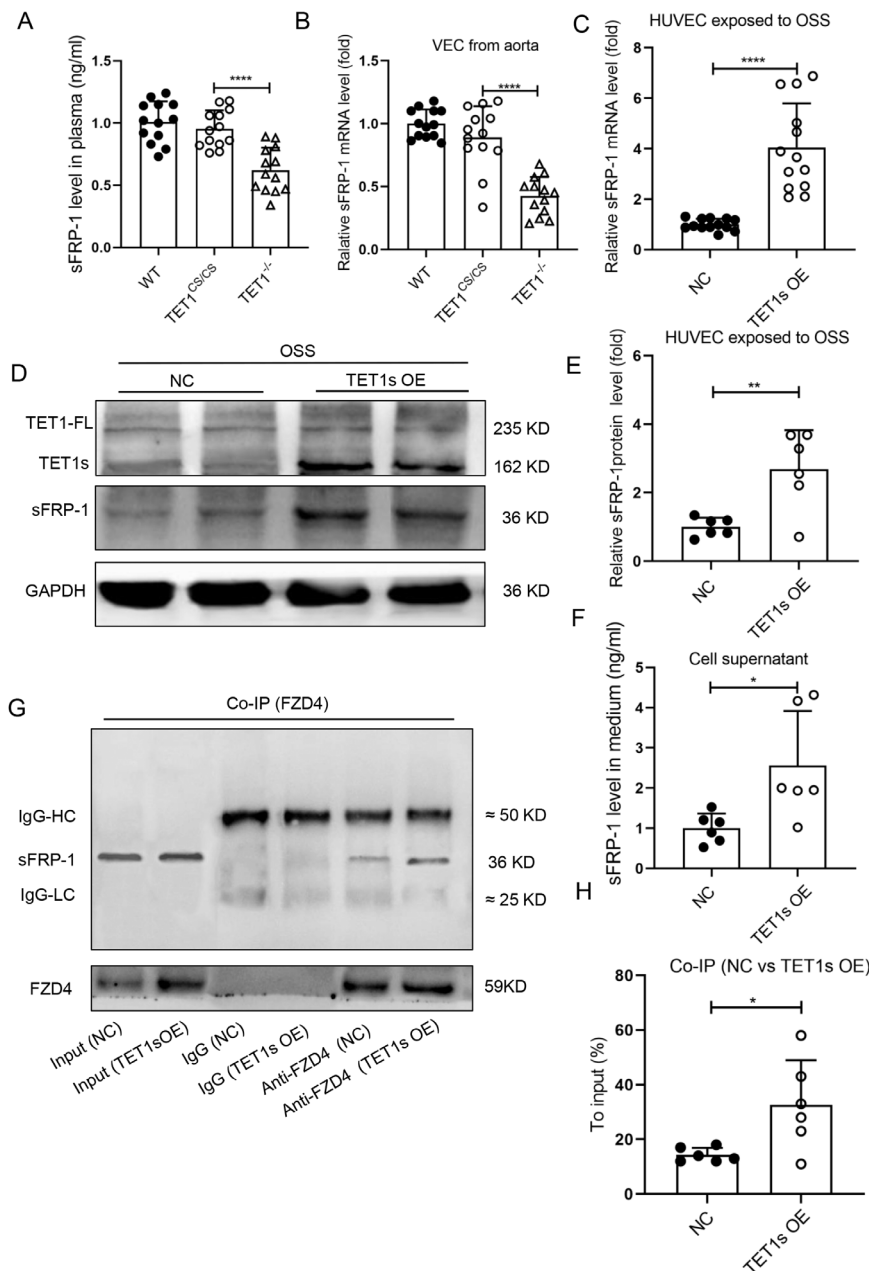 A
sFRP-1 level in plasma (ng/ml)
1.5
1.0
0.5
0.0
****
WT
TET1CS/CS
TET1-/-
B
Ralative sFRP-1 mRNA level (fold)
VEC from aorta
1.5
1.0
0.5
0.0
****
WT
TET1CS/CS
TET1-/-
C
HUVEC exposed to OSS
Ralative sFRP-1 mRNA level (fold)
8
6
4
2
0
****
NC
TET1s OE
D
OSS
NC
TET1s OE
TET1-FL
235 KD
TET1s
162 KD
sFRP-1
36 KD
GAPDH
36 KD
E
HUVEC exposed to OSS
Relative sFRP-1protein level (fold)
6
4
2
0
**
NC
TET1s OE
F
Cell supernatant
sFRP-1 level in medium (ng/ml)
5
4
3
2
1
0
*
NC
TET1s OE
G
Co-IP (FZD4)
IgG-HC
≈ 50 KD
sFRP-1
36 KD
IgG-LC
≈ 25 KD
FZD4
59KD
Input (NC)
Input (TET1sOE)
IgG (NC)
IgG (TET1s OE)
Anti-FZD4 (NC)
Anti-FZD4 (TET1s OE)
H
Co-IP (NC vs TET1s OE)
To input (%)
80
60
40
20
0
*
NC
TET1s OE